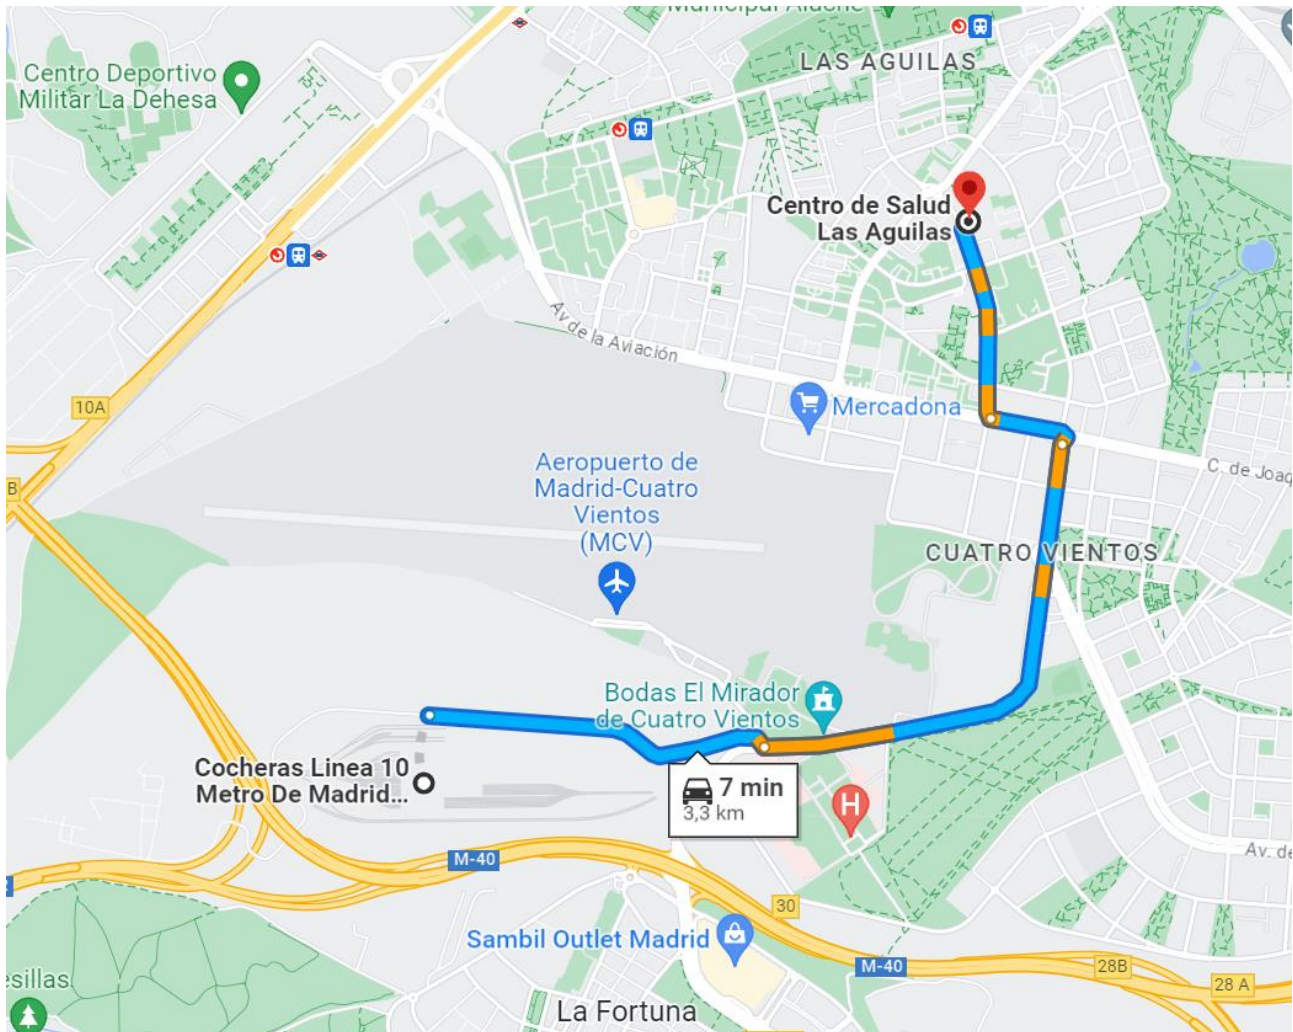 Municipal Aluche
LAS AGUILAS
Centro Deportivo
Militar La Dehesa
Centro de Salud
Las Aguilas
Av de la Aviación
10A
Mercadona
Aeropuerto de
Madrid-Cuatro
Vientos
(MCV)
B
C. de Joaq
CUATRO VIENTOS
Bodas El Mirador
de Cuatro Vientos
Cocheras Linea 10
Metro De Madrid...
7 min
3,3 km
H
M-40
Av. de
30
Sambil Outlet Madrid
M-40
28B
28 A
esillas
La Fortuna